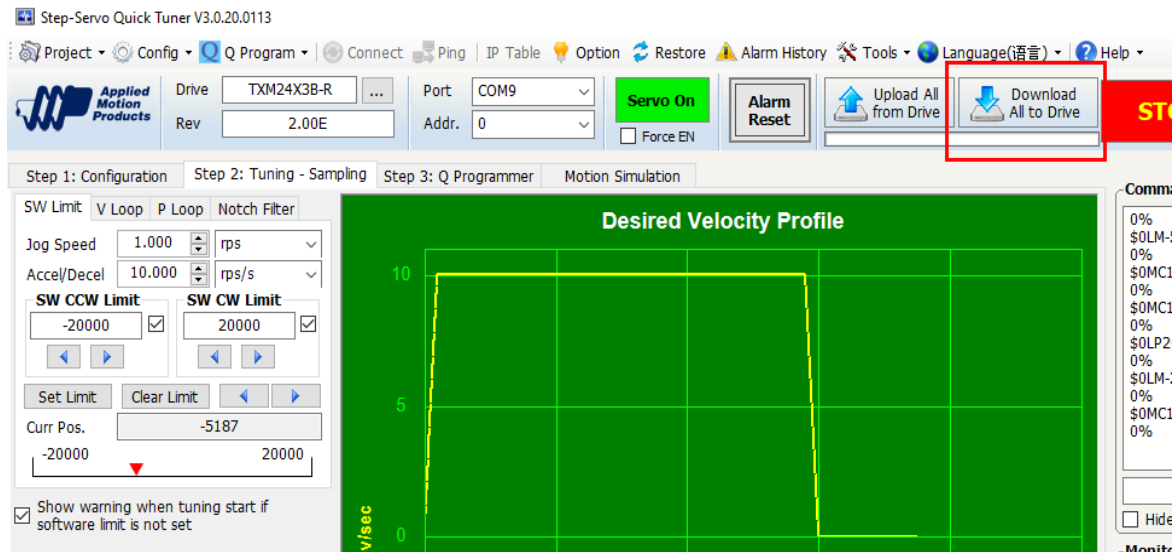 Step-Servo Quick Tuner V3.0.20.0113
Project Config Q Q Program Connect Ping IP Table Option Restore Alarm History Tools Language(语言) Help
Applied
Motion
Products
Drive TXM24X3B-R ...
Rev 2.00E
Port COM9
Addr. 0
Servo On
Force EN
Alarm
Reset
Upload All
from Drive
Download
All to Drive
Step 1: Configuration Step 2: Tuning - Sampling Step 3: Q Programmer Motion Simulation
SW Limit V Loop P Loop Notch Filter
Jog Speed 1.000 rps
Accel/Decel 10.000 rps/s
SW CCW Limit SW CW Limit
-20000 20000
Set Limit Clear Limit
Curr Pos. -5187
-20000 20000
Show warning when tuning start if
software limit is not set
Desired Velocity Profile
10
5
0
0%
0%
$0MC1
0%
$0MC1
0%
0%
0%
$0MC1
0%
Hide